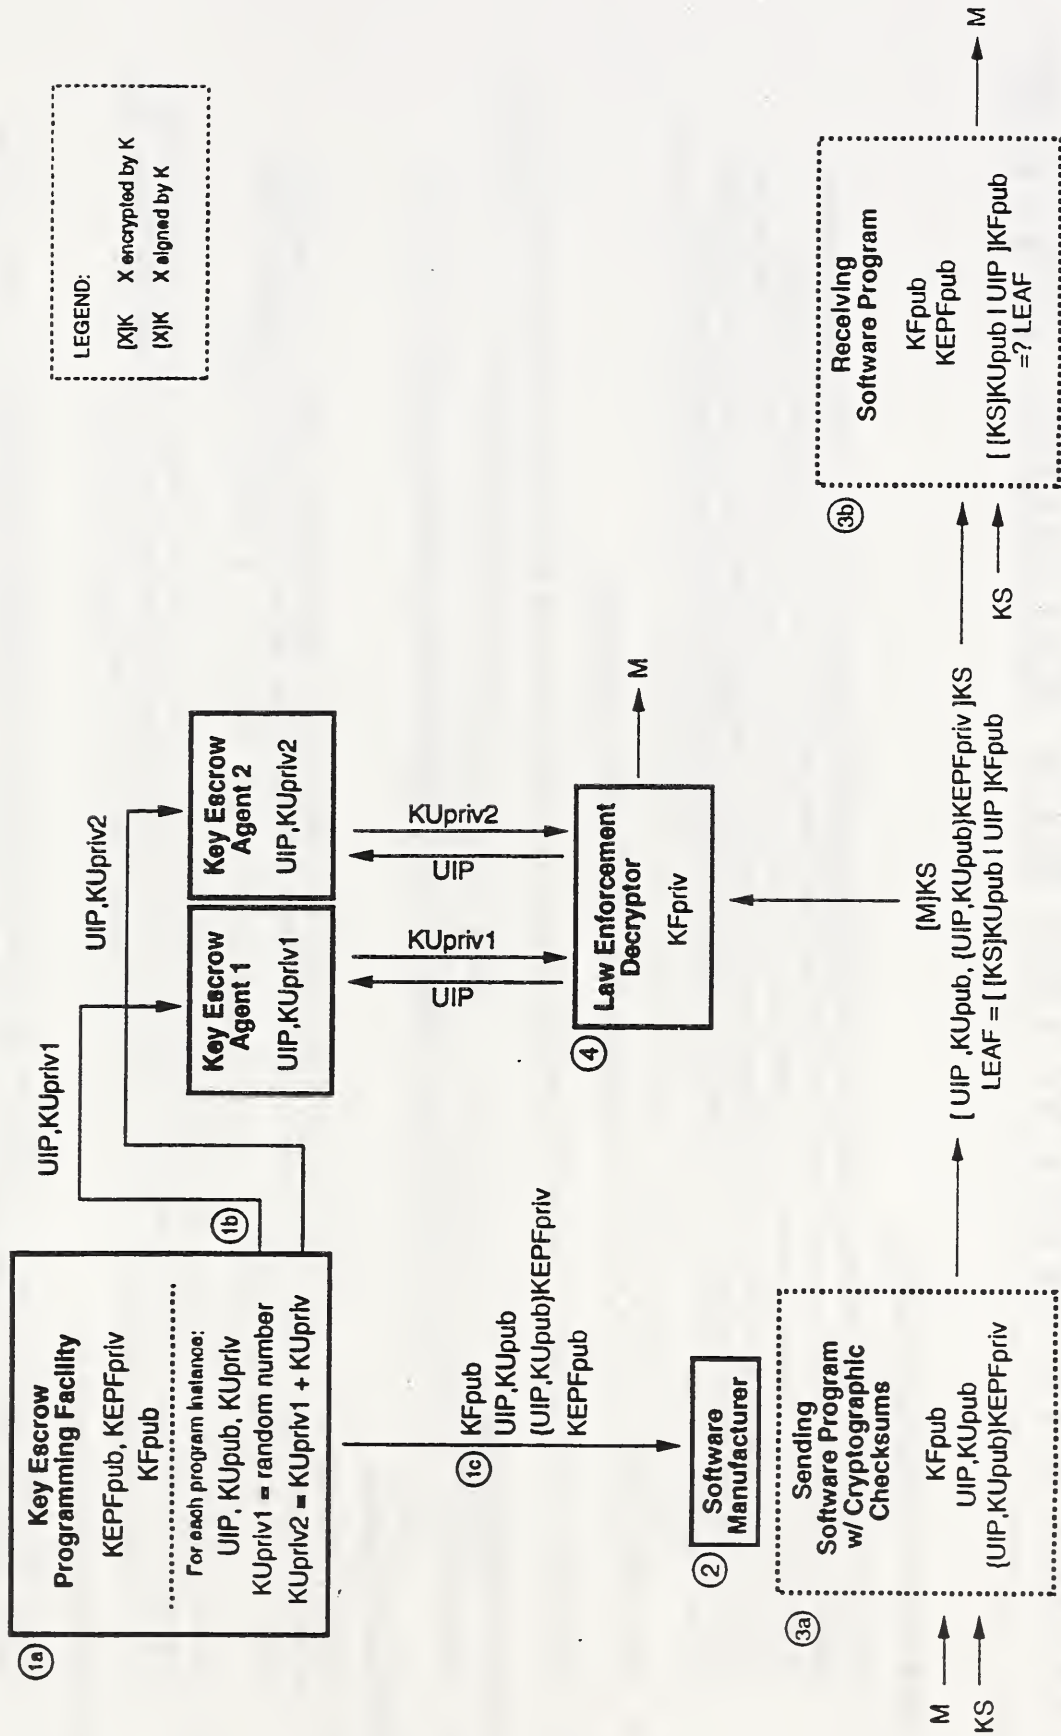 1a
Key Escrow
Programming Facility
KEPFpub, KEPFpriv
KFpub
For each program instance:
UIP, KUpub, KUpriv
KUpriv1 = random number
KUpriv2 = KUpriv1 + KUpriv
1b
UIP,KUpriv1
UIP,KUpriv2
Key Escrow
Agent 1
UIP,KUpriv1
Key Escrow
Agent 2
UIP,KUpriv2
LEGEND:
[X]K X encrypted by K
{X}K X signed by K
1c
KFpub
UIP,KUpub
{UIP,KUpub}KEPFpriv
KEPFpub
UIP
KUpriv1
UIP
KUpriv2
4
Law Enforcement
Decryptor
KFpriv
M
2
Software
Manufacturer
3a
Sending
Software Program
w/ Cryptographic
Checksums
KFpub
UIP,KUpub
{UIP,KUpub}KEPFpriv
M
KS
[M]KS
[ UIP ,KUpub, {UIP,KUpub}KEPFpriv ]KS
LEAF = [ [KS]KUpub | UIP ]KFpub
KS
3b
Receiving
Software Program
KFpub
KEPFpub
[ [KS]KUpub | UIP ]KFpub
=? LEAF
M